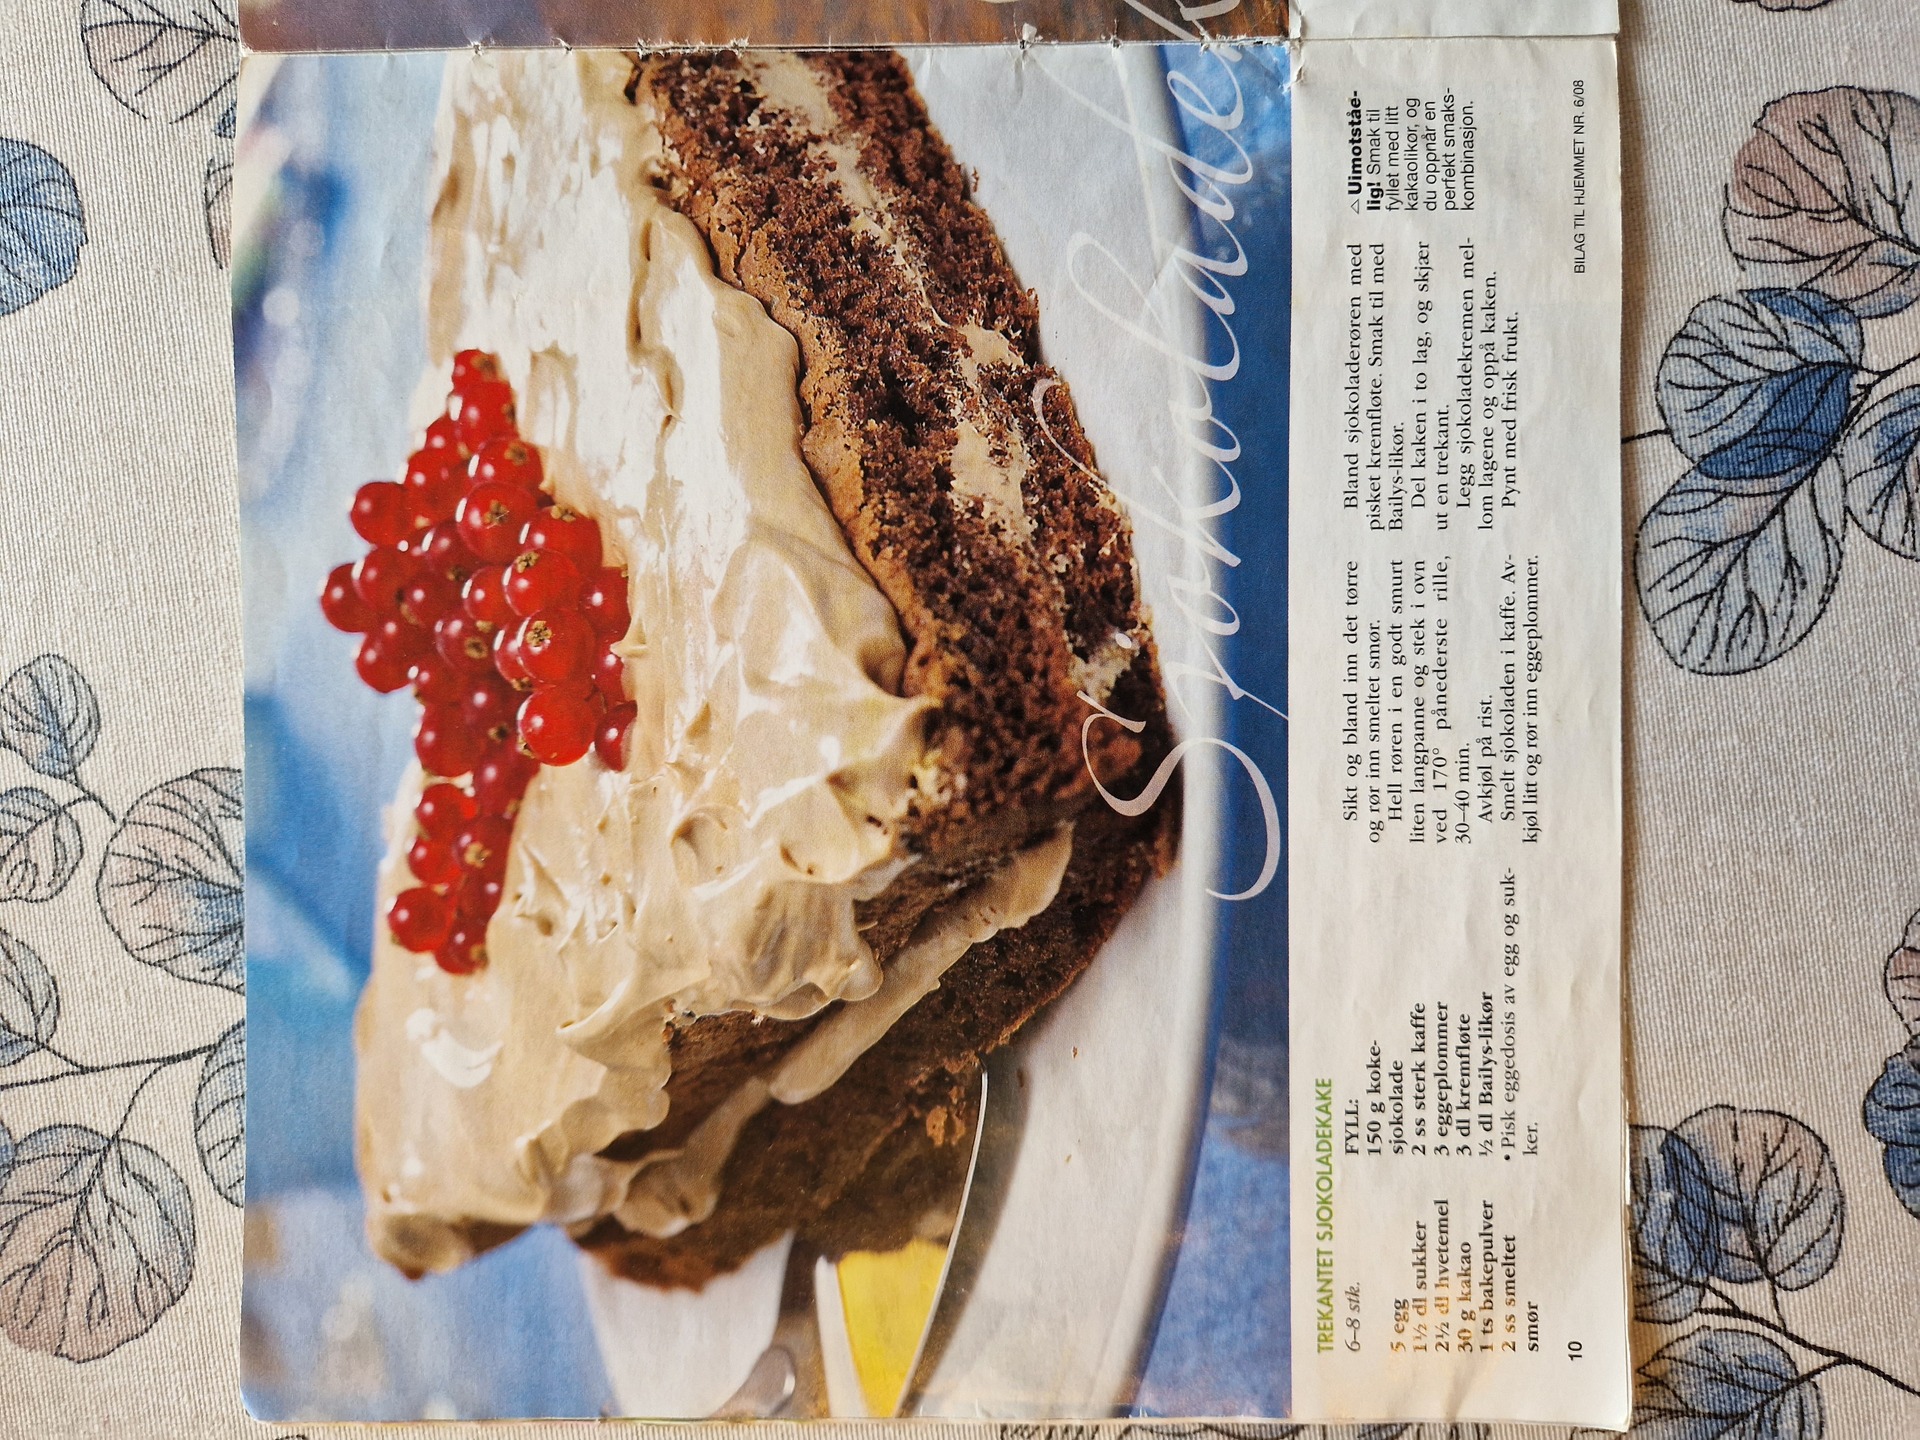 Sjokoladek
TREKANTET SJOKOLADEKAKE
6–8 stk.
5 egg
1½ dl sukker
2½ dl hvetemel
30 g kakao
1 ts bakepulver
2 ss smeltet
smør
FYLL:
150 g koke-
sjokolade
2 ss sterk kaffe
3 eggeplommer
3 dl kremfløte
½ dl Bailys-likør
• Pisk eggedosis av egg og suk-
ker.
Sikt og bland inn det tørre
og rør inn smeltet smør.
Hell røren i en godt smurt
liten langpanne og stek i ovn
ved 170° pånederste rille,
30–40 min.
Avkjøl på rist.
Smelt sjokoladen i kaffe. Av-
kjøl litt og rør inn eggeplommer.
Bland sjokoladerøren med
pisket kremfløte. Smak til med
Bailys-likør.
Del kaken i to lag, og skjær
ut en trekant.
Legg sjokoladekremen mel-
lom lagene og oppå kaken.
Pynt med frisk frukt.
△ Uimotståe-
lig! Smak til
fyllet med litt
kakaolikør, og
du oppnår en
perfekt smaks-
kombinasjon.
10
BILAG TIL HJEMMET NR. 6/08